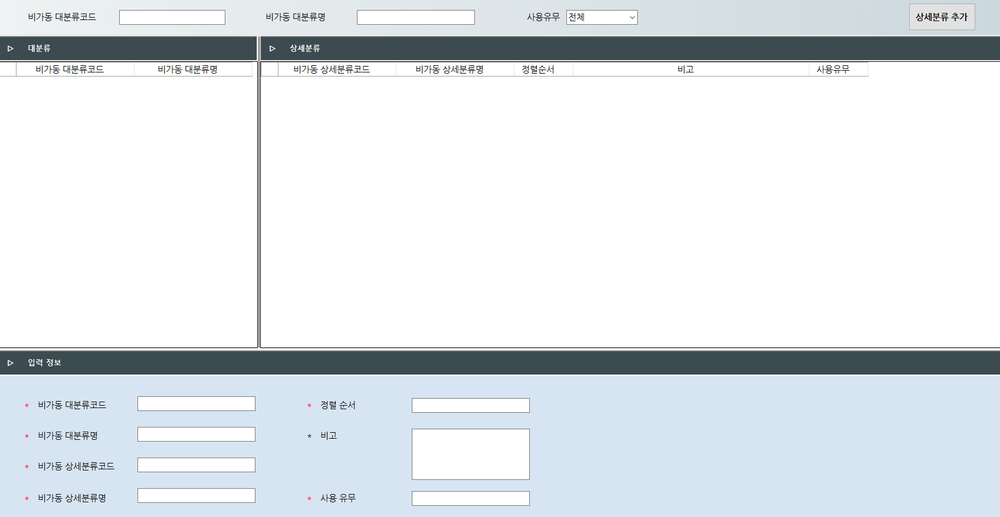 비가동 대분류코드 비가동 대분류명 사용유무 전체 상세분류 추가
▷ 대분류 ▷ 상세분류
비가동 대분류코드 비가동 대분류명 비가동 상세분류코드 비가동 상세분류명 정렬순서 비고 사용유무
▷ 입력 정보
* 비가동 대분류코드 * 정렬 순서
* 비가동 대분류명 * 비고
* 비가동 상세분류코드
* 비가동 상세분류명 * 사용 유무